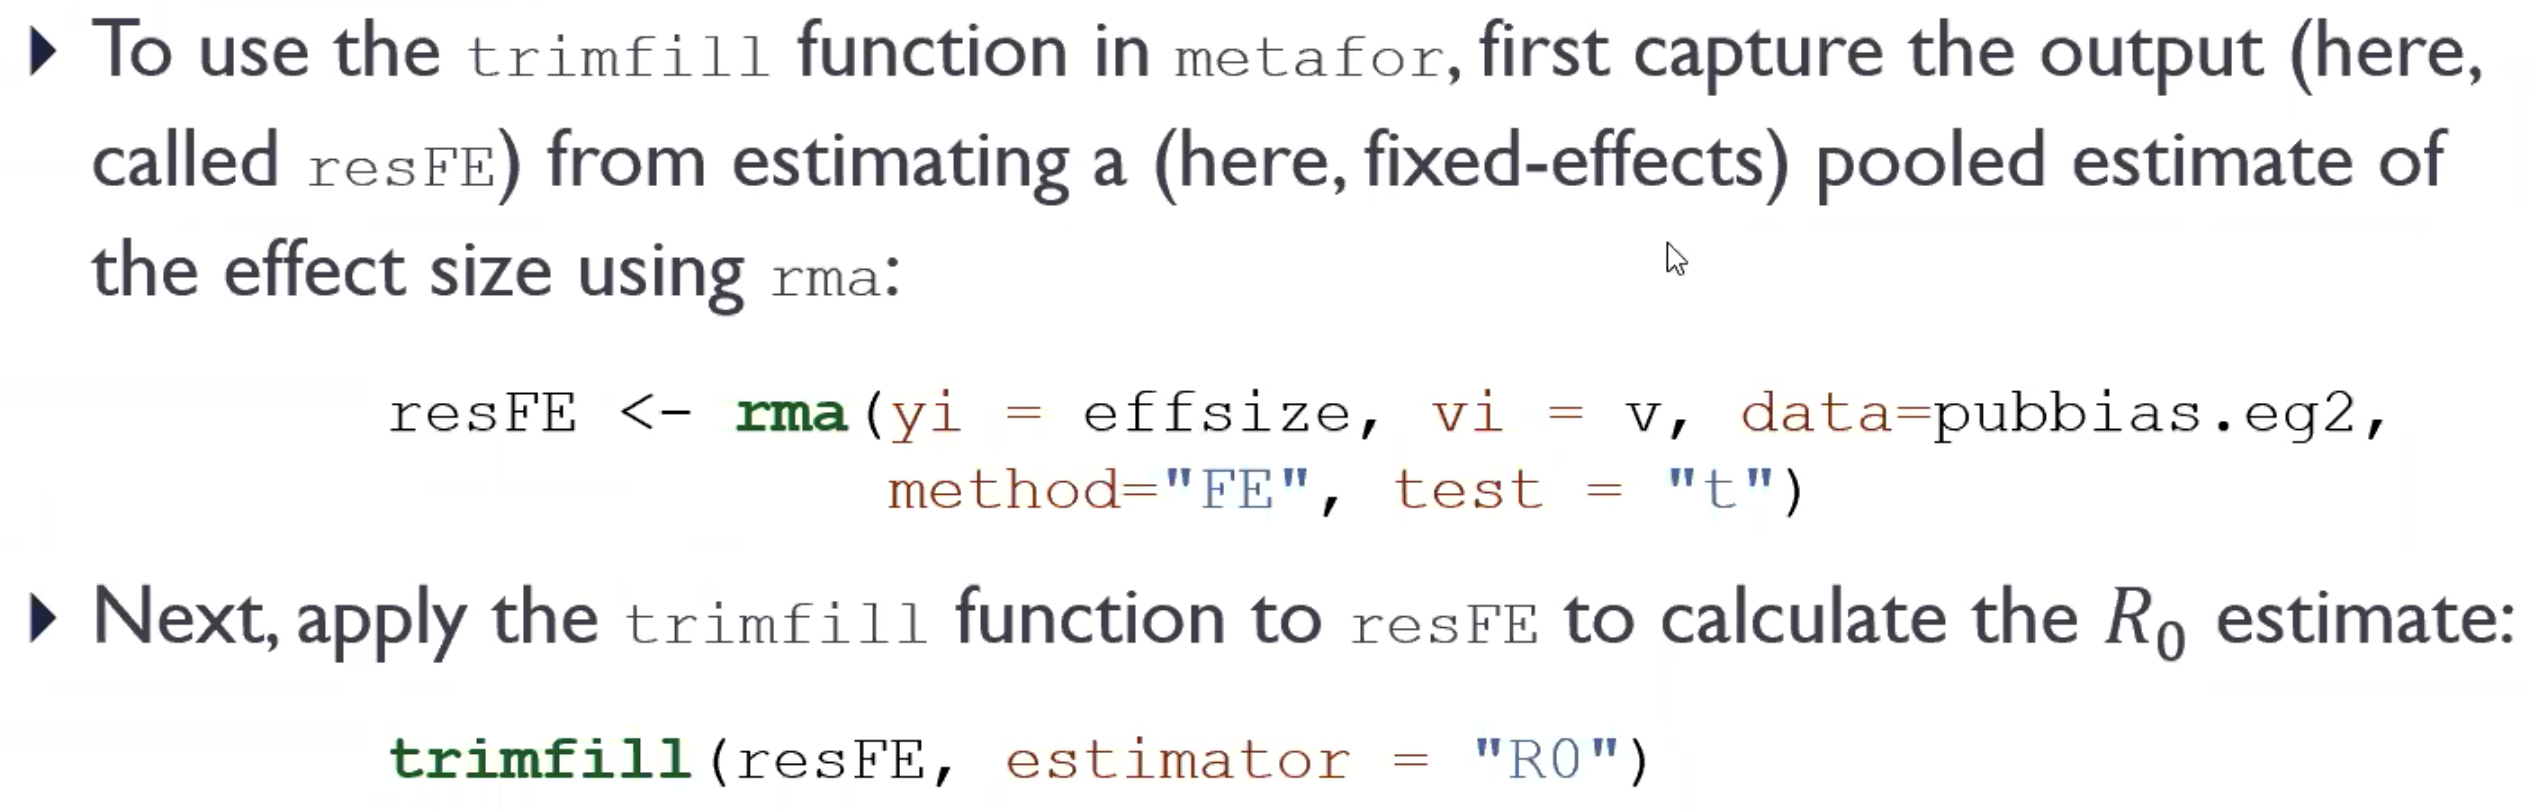 To use the trimfill function in metafor, first capture the output (here,
called resFE) from estimating a (here, fixed-effects) pooled estimate of
the effect size using rma:
resFE <- rma(yi = effsize, vi = v, data=pubbias.eg2,
method="FE", test = "t")
Next, apply the trimfill function to resFE to calculate the R₀ estimate:
trimfill(resFE, estimator = "R0")